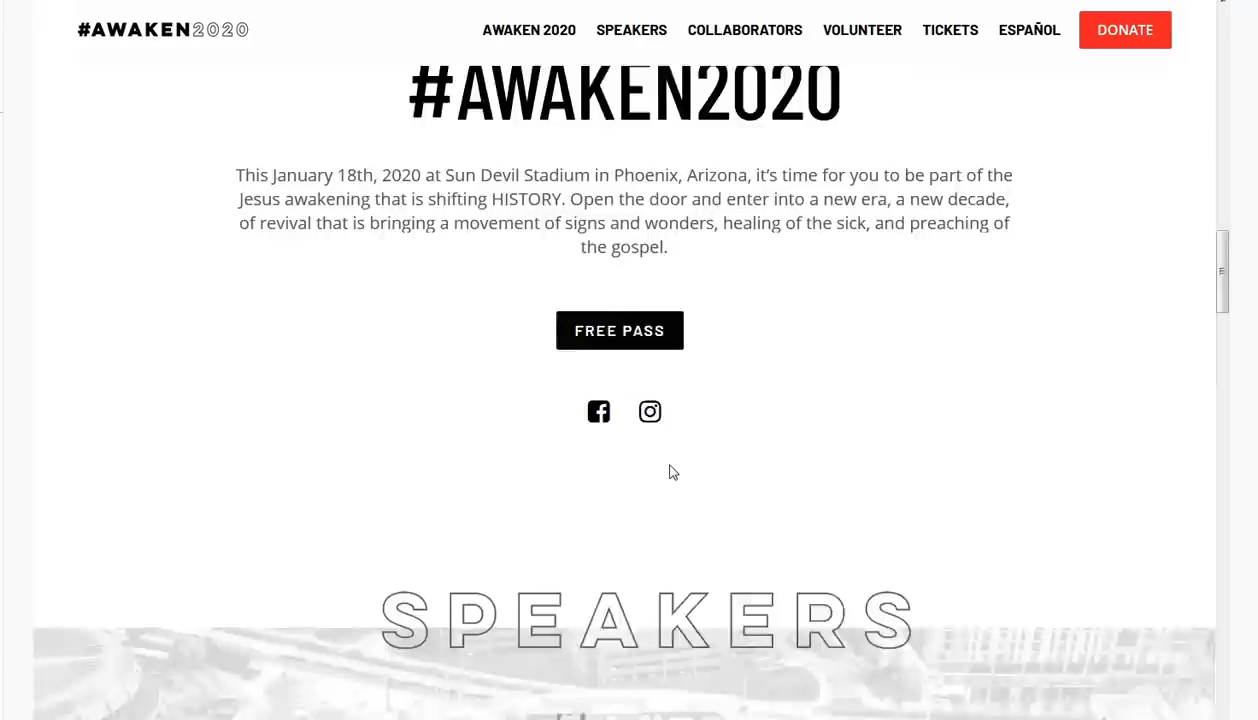 #AWAKEN2020
AWAKEN 2020 SPEAKERS COLLABORATORS VOLUNTEER TICKETS ESPAÑOL DONATE
#AWAKEN2020
This January 18th, 2020 at Sun Devil Stadium in Phoenix, Arizona, it's time for you to be part of the
Jesus awakening that is shifting HISTORY. Open the door and enter into a new era, a new decade,
of revival that is bringing a movement of signs and wonders, healing of the sick, and preaching of
the gospel.
FREE PASS
SPEAKERS